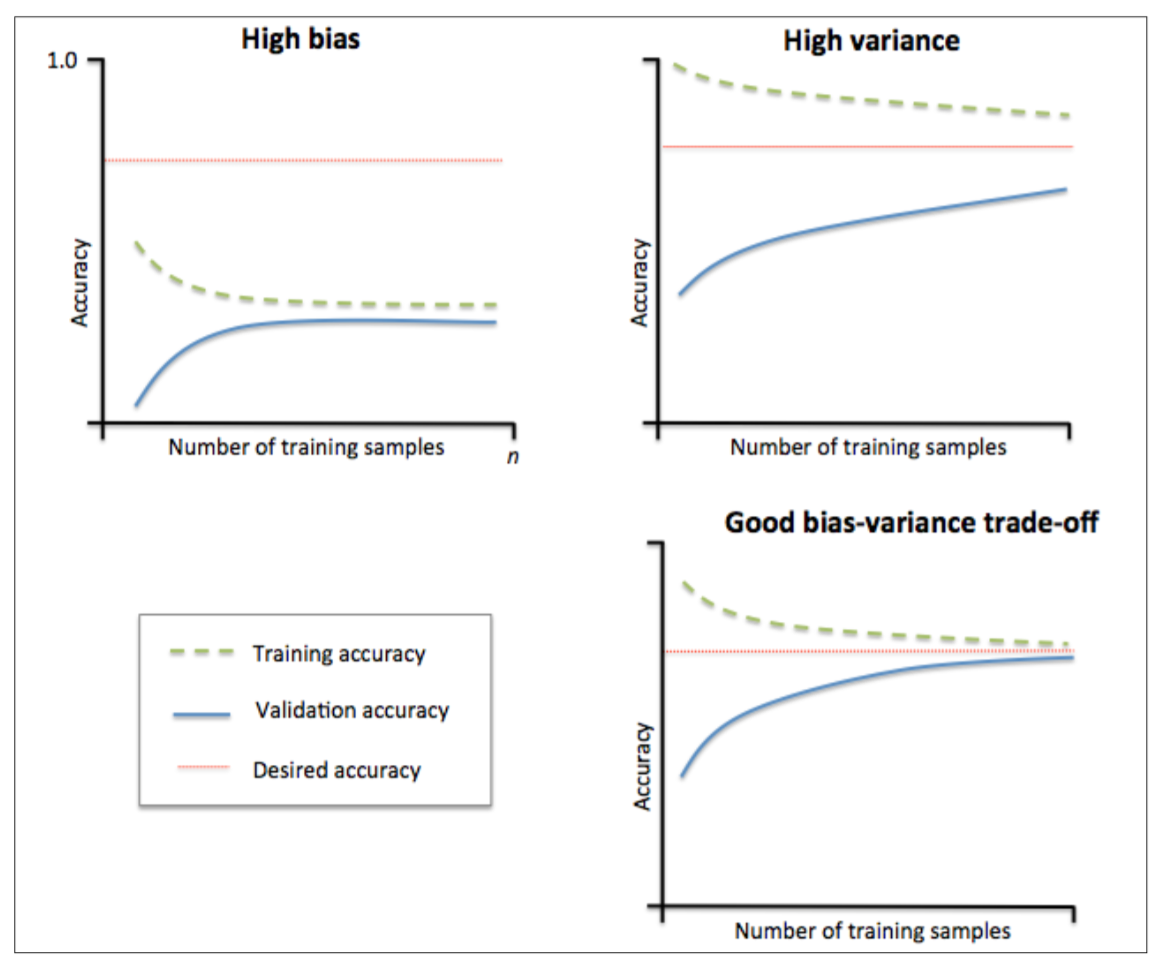 High bias
1.0
Accuracy
Number of training samples
n
High variance
Accuracy
Number of training samples
Training accuracy
Validation accuracy
Desired accuracy
Good bias-variance trade-off
Accuracy
Number of training samples